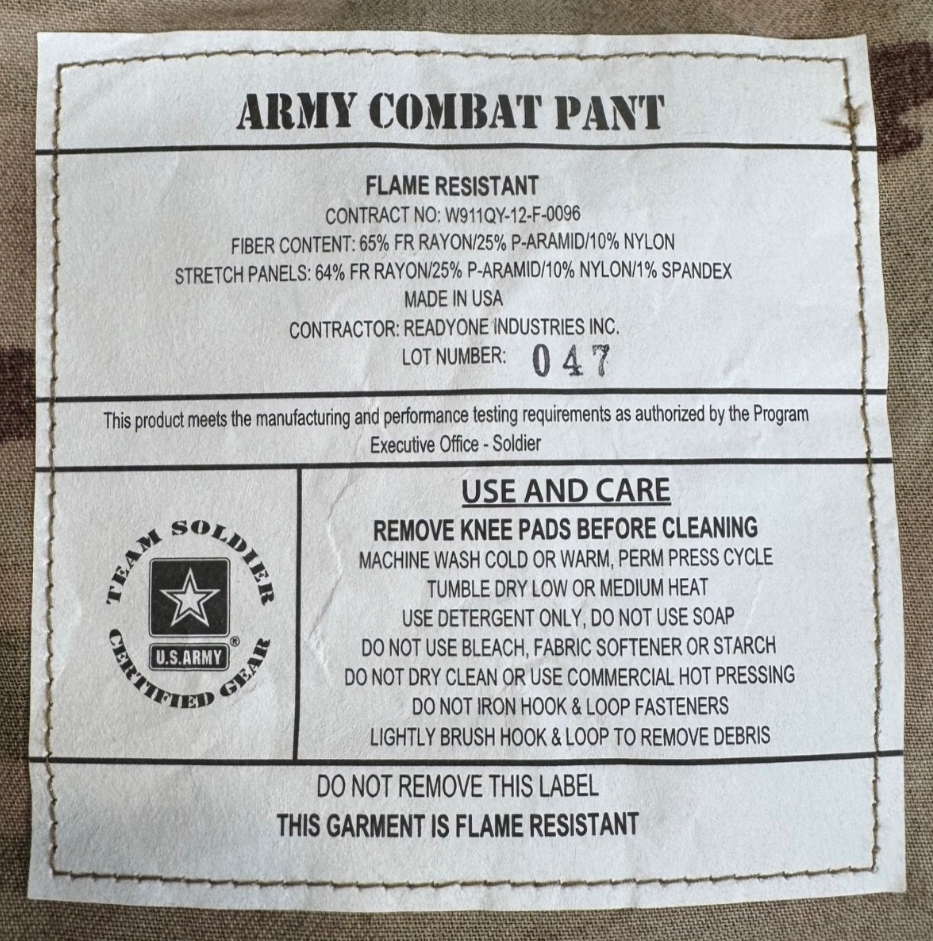 ARMY COMBAT PANT
FLAME RESISTANT
CONTRACT NO: W911QY-12-F-0096
FIBER CONTENT: 65% FR RAYON/25% P-ARAMID/10% NYLON
STRETCH PANELS: 64% FR RAYON/25% P-ARAMID/10% NYLON/1% SPANDEX
MADE IN USA
CONTRACTOR: READYONE INDUSTRIES INC.
LOT NUMBER: 047
This product meets the manufacturing and performance testing requirements as authorized by the Program
Executive Office - Soldier
TEAM SOLDIER
U.S.ARMY®
CERTIFIED GEAR
USE AND CARE
REMOVE KNEE PADS BEFORE CLEANING
MACHINE WASH COLD OR WARM, PERM PRESS CYCLE
TUMBLE DRY LOW OR MEDIUM HEAT
USE DETERGENT ONLY, DO NOT USE SOAP
DO NOT USE BLEACH, FABRIC SOFTENER OR STARCH
DO NOT DRY CLEAN OR USE COMMERCIAL HOT PRESSING
DO NOT IRON HOOK & LOOP FASTENERS
LIGHTLY BRUSH HOOK & LOOP TO REMOVE DEBRIS
DO NOT REMOVE THIS LABEL
THIS GARMENT IS FLAME RESISTANT